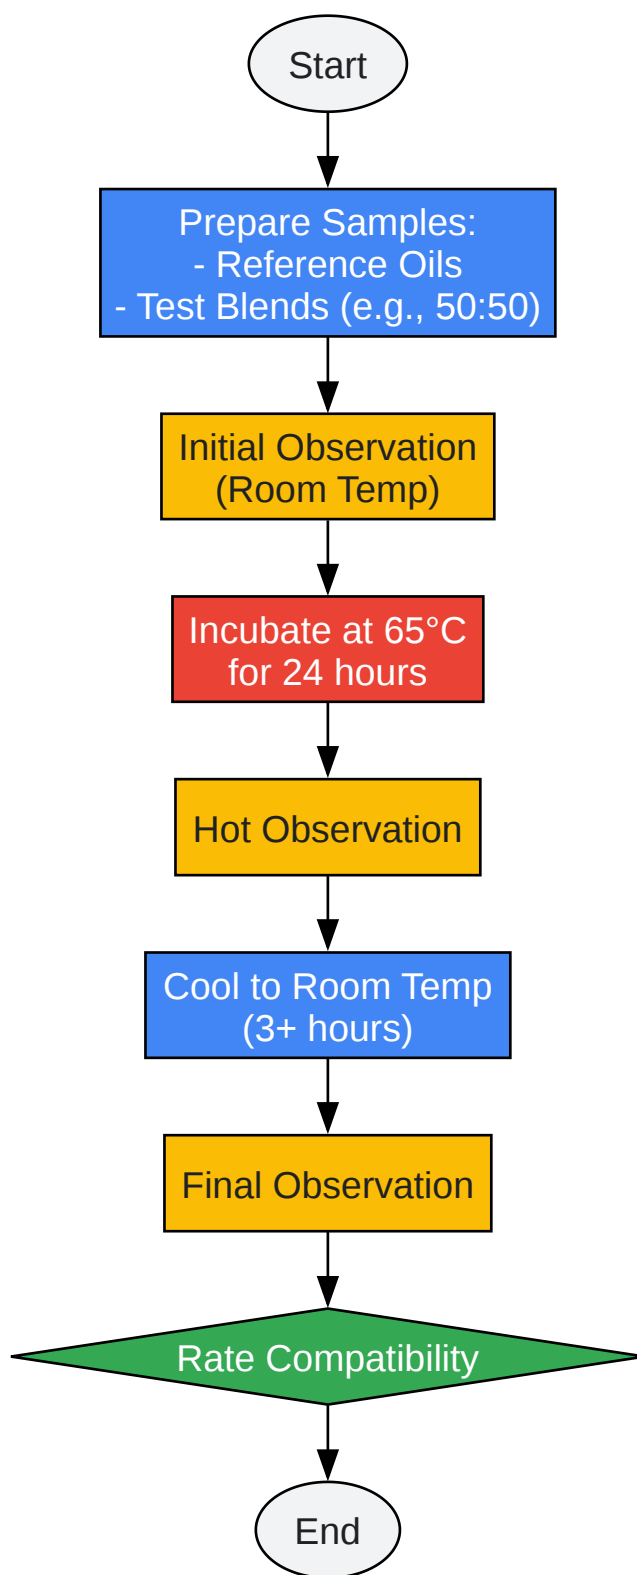 Start
Prepare Samples:
- Reference Oils
- Test Blends (e.g., 50:50)
Initial Observation
(Room Temp)
Incubate at 65°C
for 24 hours
Hot Observation
Cool to Room Temp
(3+ hours)
Final Observation
Rate Compatibility
End